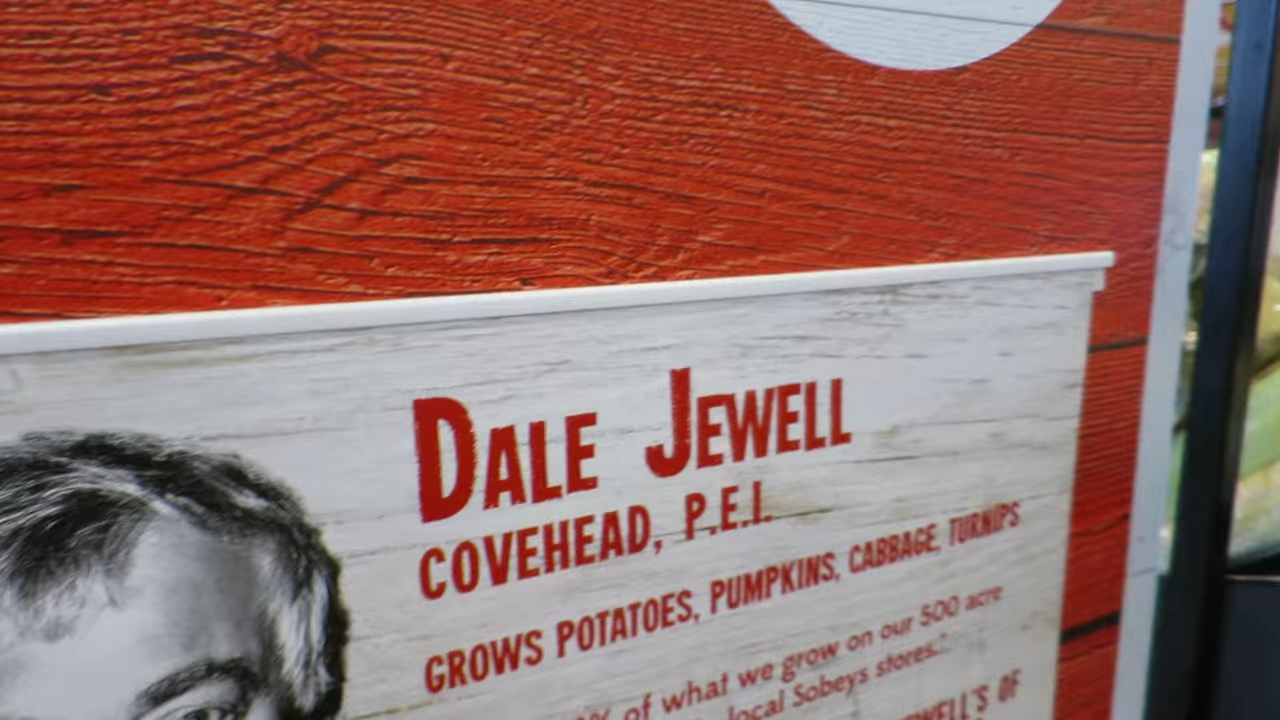 DALE JEWELL
COVEHEAD, P.E.I.
GROWS POTATOES, PUMPKINS, CABBAGE, TURNIPS
% of what we grow on our 500 acre
local Sobeys stores."
OF